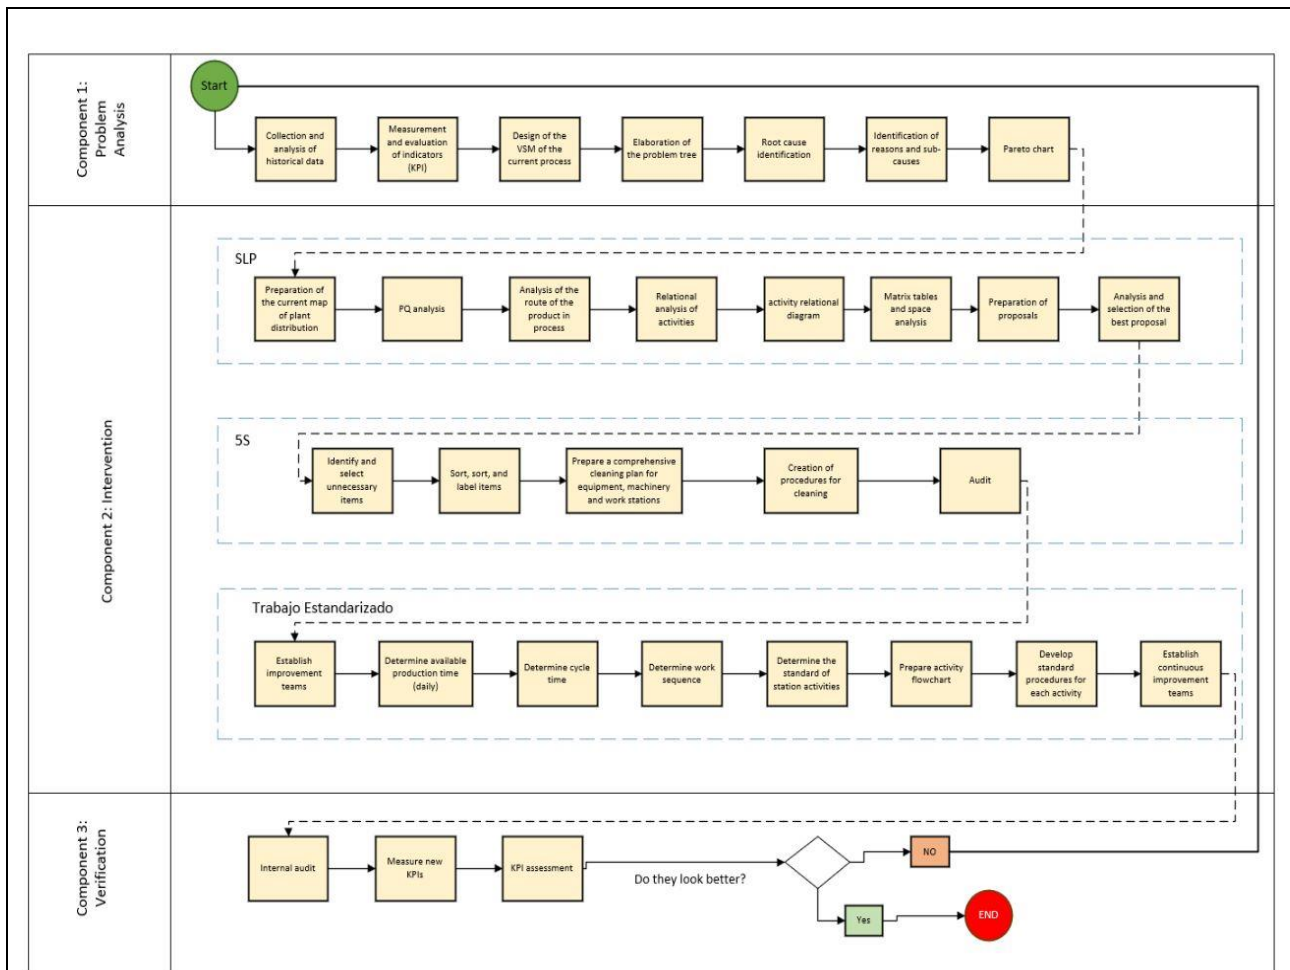 Component 1:
Problem
Analysis
Start
Collection and
analysis of
historical data
Measurement
and evaluation
of indicators
(KPI)
Design of the
VSM of the
current process
Elaboration of
the problem tree
Root cause
identification
Identification of
reasons and sub-
causes
Pareto chart
Component 2: Intervention
SLP
Preparation of
the current map
of plant
distribution
PQ analysis
Analysis of the
route of the
product in
process
Relational
analysis of
activities
activity relational
diagram
Matrix tables
and space
analysis
Preparation of
proposals
Analysis and
selection of the
best proposal
5S
Identify and
select
unnecessary
items
Sort, sort, and
label items
Prepare a comprehensive
cleaning plan for
equipment, machinery
and work stations
Creation of
procedures for
cleaning
Audit
Trabajo Estandarizado
Establish
improvement
teams
Determine available
production time
(daily)
Determine cycle
time
Determine work
sequence
Determine the
standard of
station activities
Prepare activity
flowchart
Develop
standard
procedures for
each activity
Establish
continuous
improvement
teams
Component 3:
Verification
Internal audit
Measure new
KPIs
KPI assessment
Do they look better?
NO
Yes
END